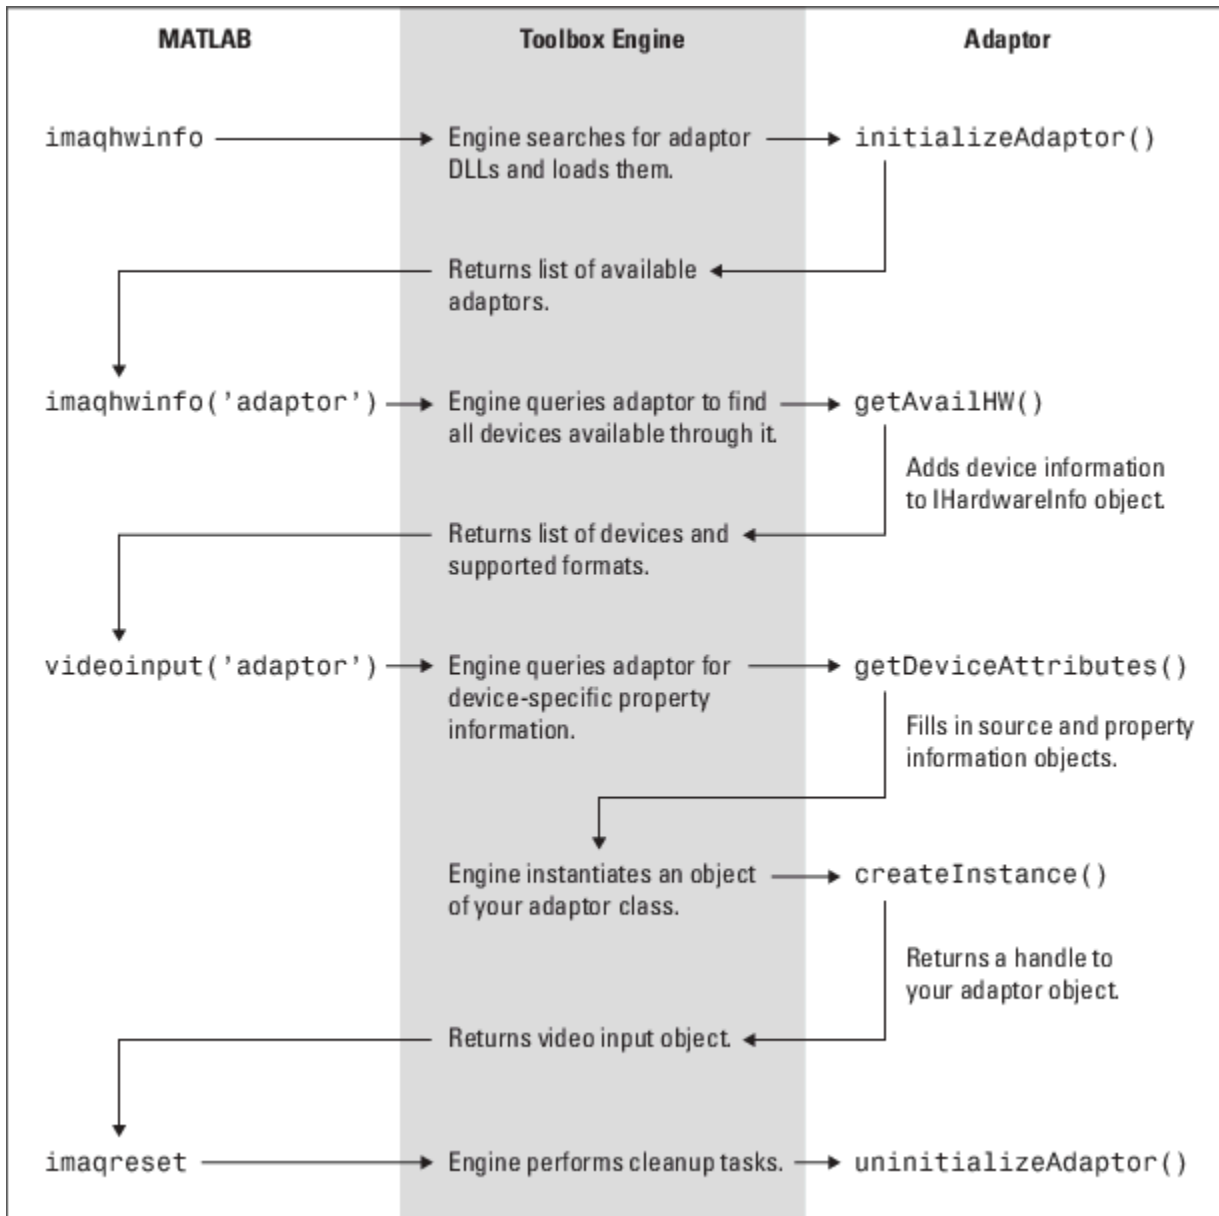 MATLAB
Toolbox Engine
Adaptor
imaqhwinfo
Engine searches for adaptor
DLLs and loads them.
initializeAdaptor()
Returns list of available
adaptors.
imaqhwinfo('adaptor')
Engine queries adaptor to find
all devices available through it.
getAvailHW()
Adds device information
to IHardwareInfo object.
Returns list of devices and
supported formats.
videoinput('adaptor')
Engine queries adaptor for
device-specific property
information.
getDeviceAttributes()
Fills in source and property
information objects.
Engine instantiates an object
of your adaptor class.
createInstance()
Returns a handle to
your adaptor object.
Returns video input object.
imaqreset
Engine performs cleanup tasks.
uninitializeAdaptor()